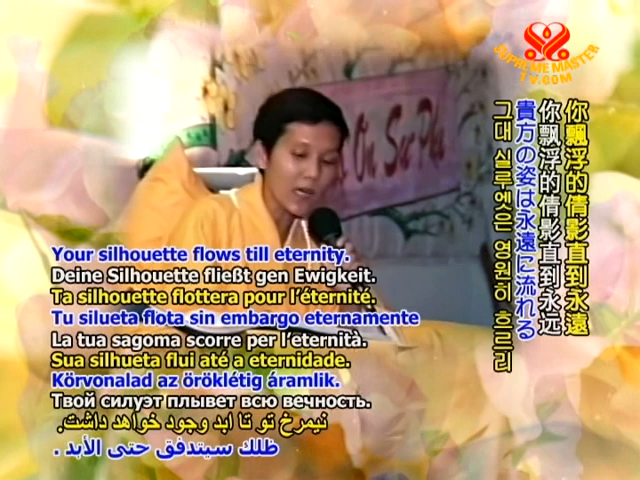 SUPREME MASTER
TV.COM
On Su Phu
你飄浮的倩影直到永遠
你飘浮的倩影直到永远
貴方の姿は永遠に流れる
그대 실루엣은 영원히 흐르리
Your silhouette flows till eternity.
Deine Silhouette fließt gen Ewigkeit.
Ta silhouette flottera pour l'éternité.
Tu silueta flota sin embargo eternamente
La tua sagoma scorre per l'eternità.
Sua silhueta flui até a eternidade.
Körvonalad az öröklétig áramlik.
Твой силуэт плывет всю вечность.
نیمرخ تو تا ابد وجود خواهد داشت.
ظلك سيتدفق حتى الأبد .